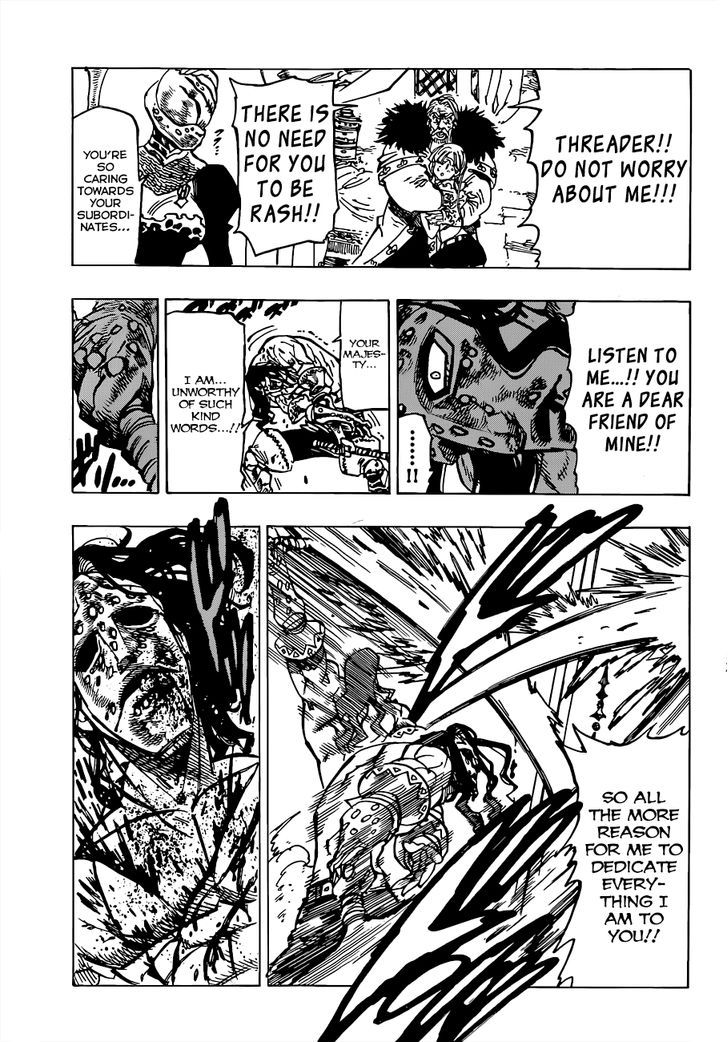 THREADER!!
DO NOT WORRY
ABOUT ME!!!
THERE IS
NO NEED
FOR YOU
TO BE
RASH!!
YOU'RE
SO
CARING
TOWARDS
YOUR
SUBORDI-
NATES...
LISTEN TO
ME...!! YOU
ARE A DEAR
FRIEND OF
MINE!!
......!!
YOUR
MAJES-
TY...
I AM...
UNWORTHY
OF SUCH
KIND
WORDS...!!
SO ALL
THE MORE
REASON
FOR ME TO
DEDICATE
EVERY-
THING I
AM TO
YOU!!